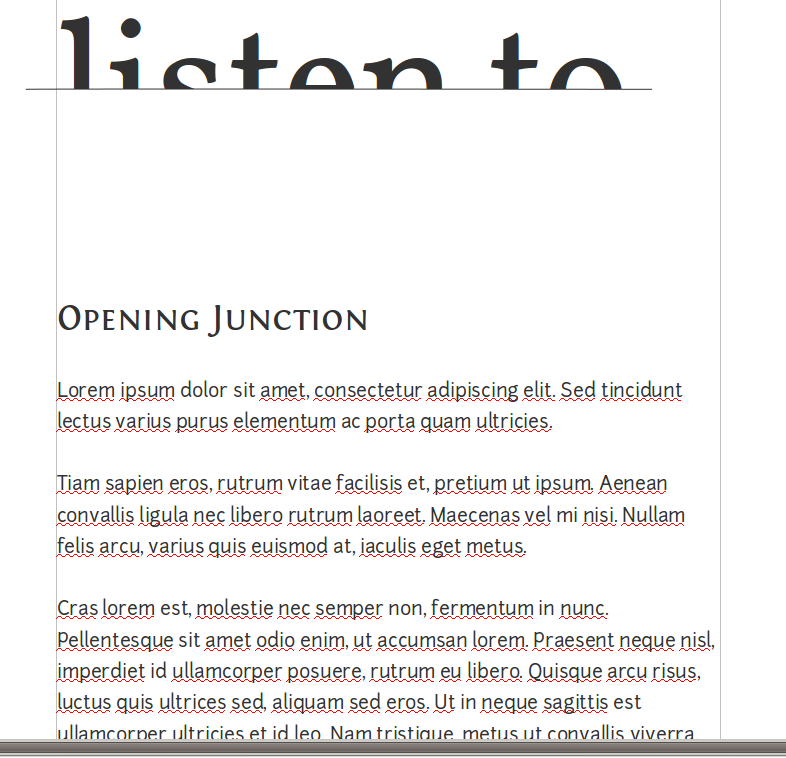 listen to
Opening Junction
Lorem ipsum dolor sit amet, consectetur adipiscing elit. Sed tincidunt
lectus varius purus elementum ac porta quam ultricies.
Tiam sapien eros, rutrum vitae facilisis et, pretium ut ipsum. Aenean
convallis ligula nec libero rutrum laoreet. Maecenas vel mi nisi. Nullam
felis arcu, varius quis euismod at, iaculis eget metus.
Cras lorem est, molestie nec semper non, fermentum in nunc.
Pellentesque sit amet odio enim, ut accumsan lorem. Praesent neque nisl,
imperdiet id ullamcorper posuere, rutrum eu libero. Quisque arcu risus,
luctus quis ultrices sed, aliquam sed eros. Ut in neque sagittis est
ullamcorper ultricies et id leo. Nam tristique, metus ut convallis viverra